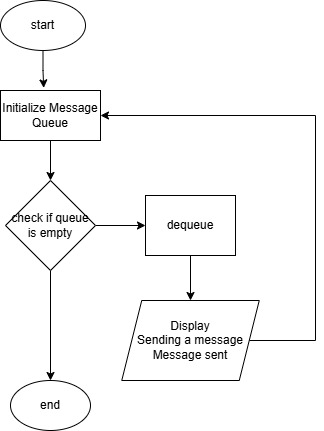 start
Initialize Message
Queue
check if queue
is empty
dequeue
Display
Sending a message
Message sent
end